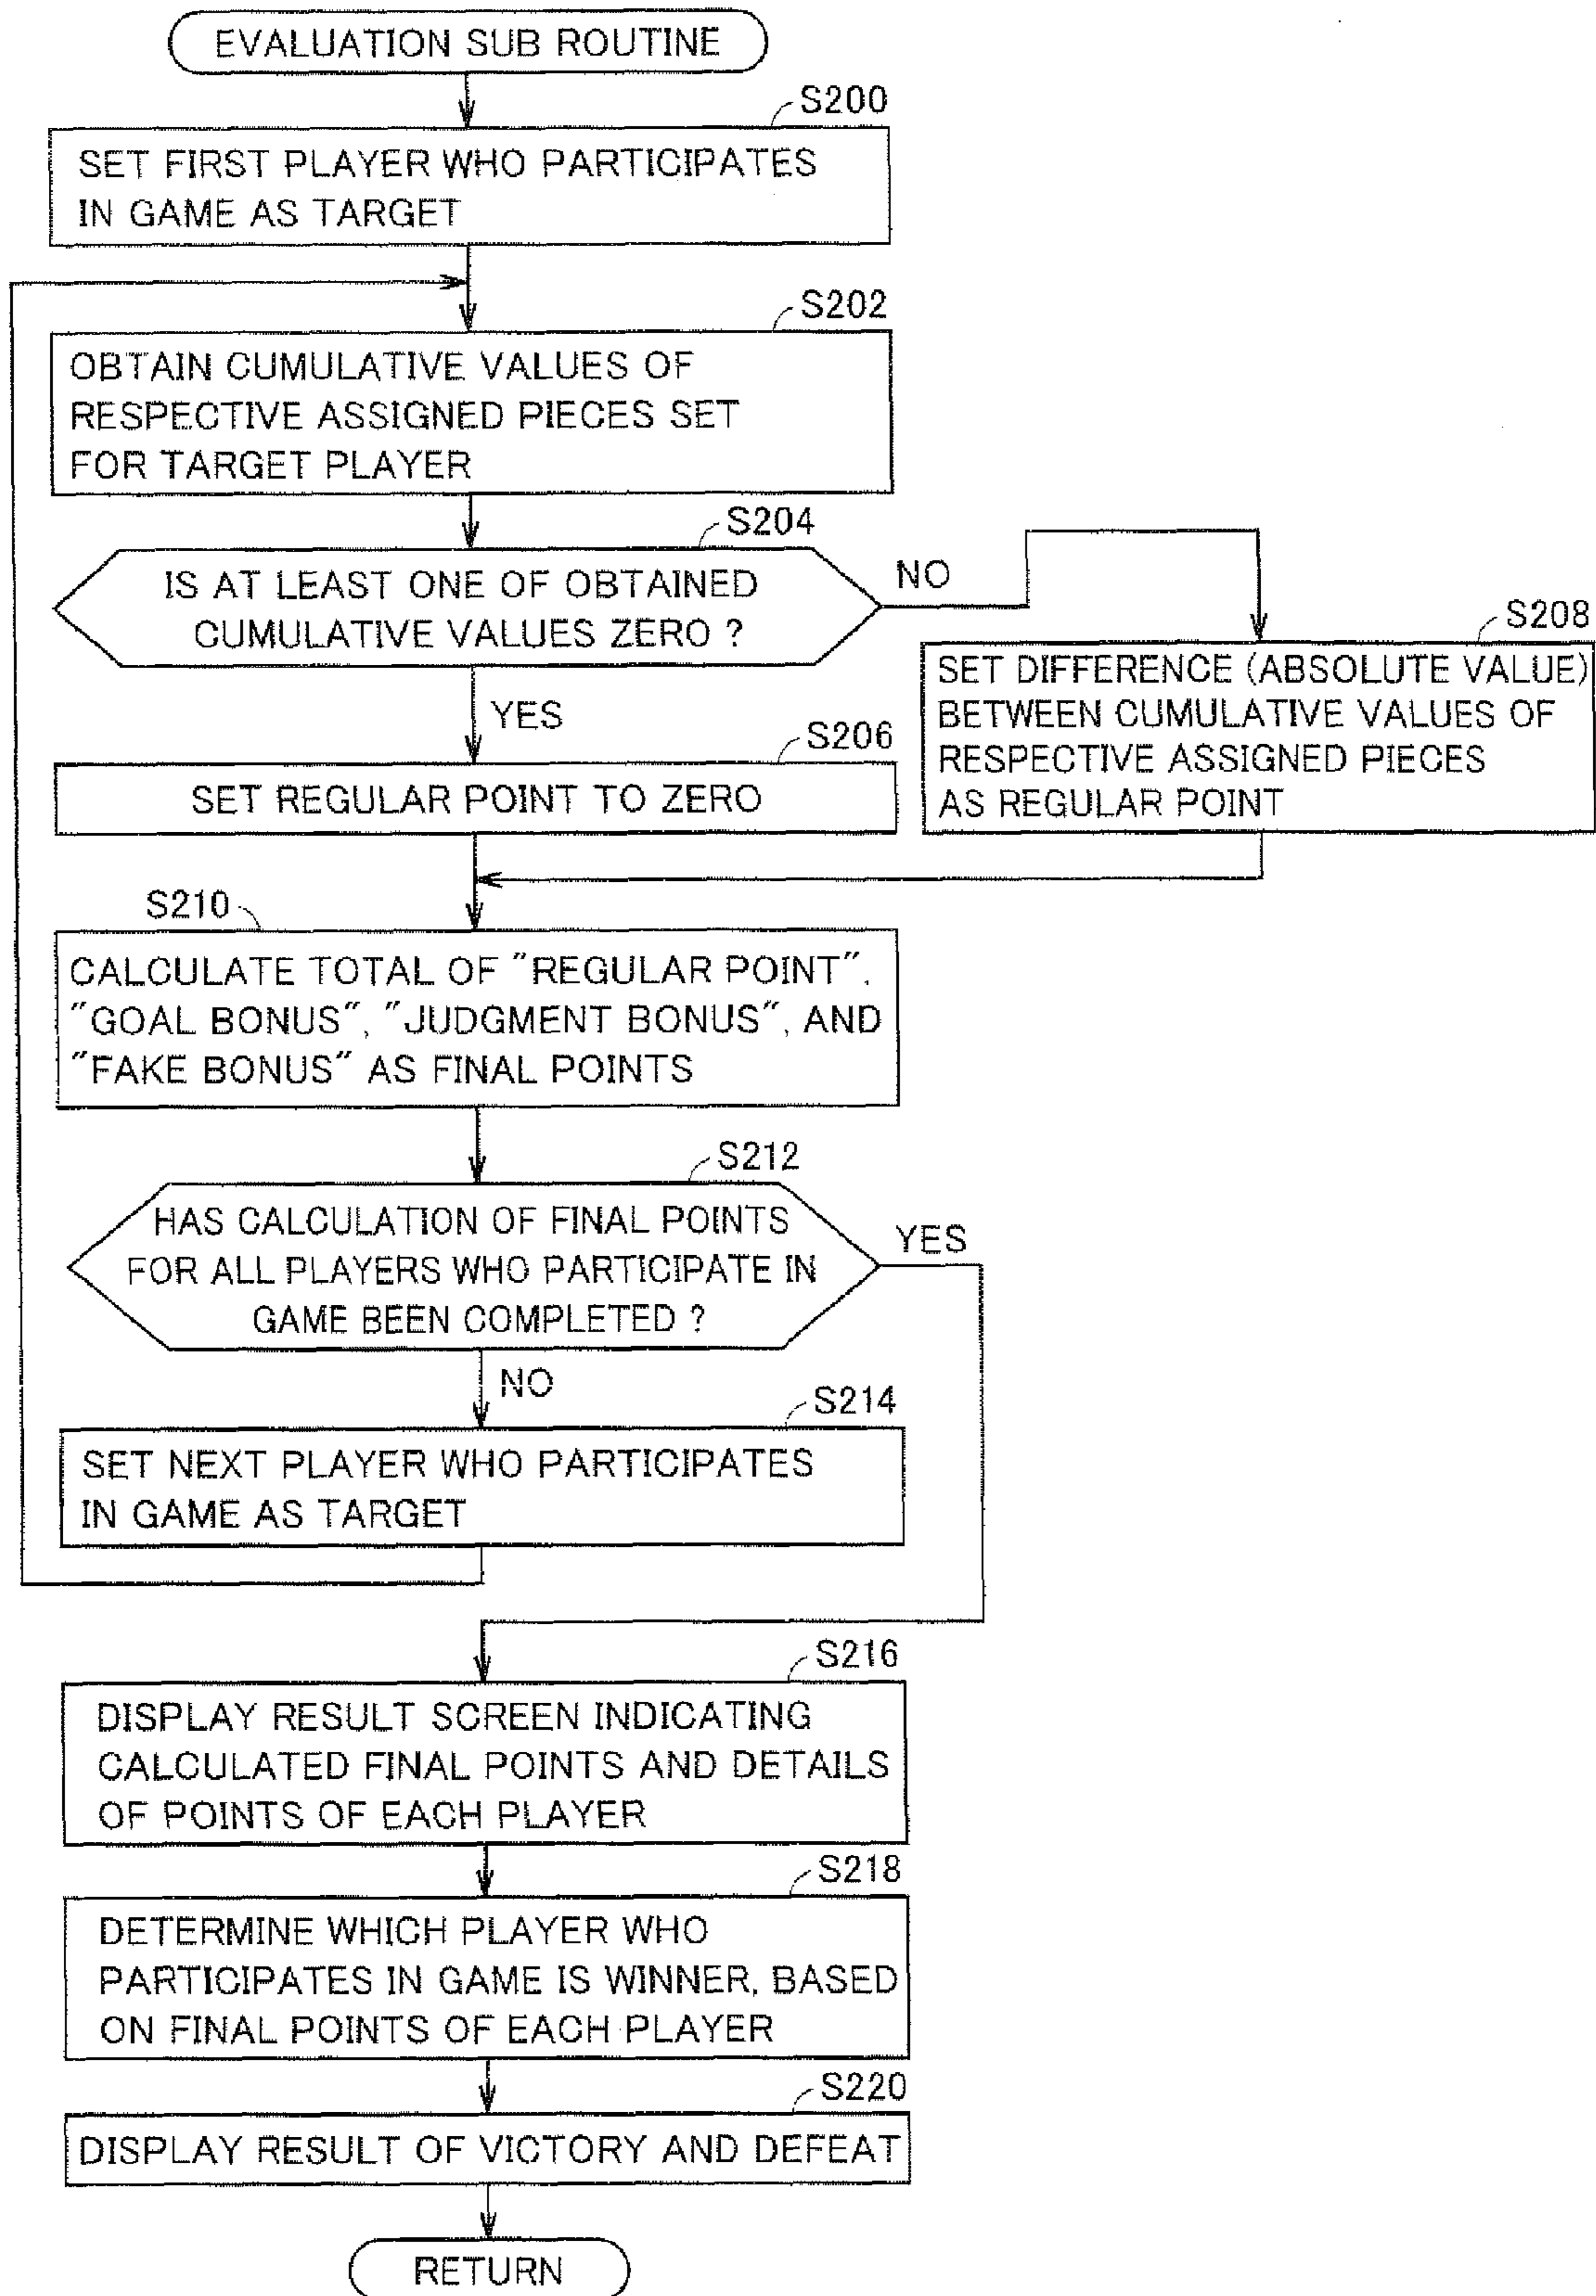 EVALUATION SUB ROUTINE
S200
SET FIRST PLAYER WHO PARTICIPATES
IN GAME AS TARGET
S202
OBTAIN CUMULATIVE VALUES OF
RESPECTIVE ASSIGNED PIECES SET
FOR TARGET PLAYER
S204
IS AT LEAST ONE OF OBTAINED
CUMULATIVE VALUES ZERO ?
NO
YES
S208
SET DIFFERENCE (ABSOLUTE VALUE)
BETWEEN CUMULATIVE VALUES OF
RESPECTIVE ASSIGNED PIECES
AS REGULAR POINT
S206
SET REGULAR POINT TO ZERO
S210
CALCULATE TOTAL OF "REGULAR POINT",
"GOAL BONUS", "JUDGMENT BONUS", AND
"FAKE BONUS" AS FINAL POINTS
S212
HAS CALCULATION OF FINAL POINTS
FOR ALL PLAYERS WHO PARTICIPATE IN
GAME BEEN COMPLETED ?
YES
NO
S214
SET NEXT PLAYER WHO PARTICIPATES
IN GAME AS TARGET
S216
DISPLAY RESULT SCREEN INDICATING
CALCULATED FINAL POINTS AND DETAILS
OF POINTS OF EACH PLAYER
S218
DETERMINE WHICH PLAYER WHO
PARTICIPATES IN GAME IS WINNER, BASED
ON FINAL POINTS OF EACH PLAYER
S220
DISPLAY RESULT OF VICTORY AND DEFEAT
RETURN